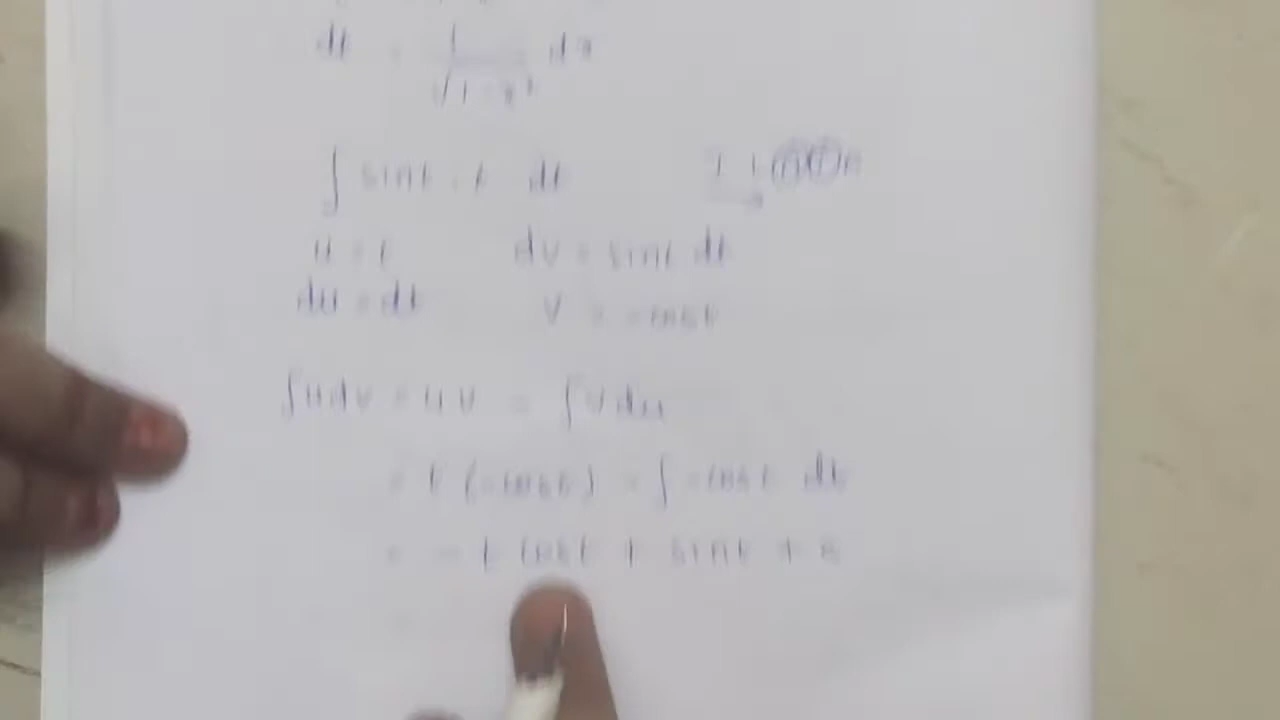 dt = 1/√(1-x²) dx
∫ sint . t dt
u = t dv = sint dt
du = dt v = -cost
∫udv = uv - ∫vdu
= t (-cost) - ∫-cost dt
= -t cost + sint + c